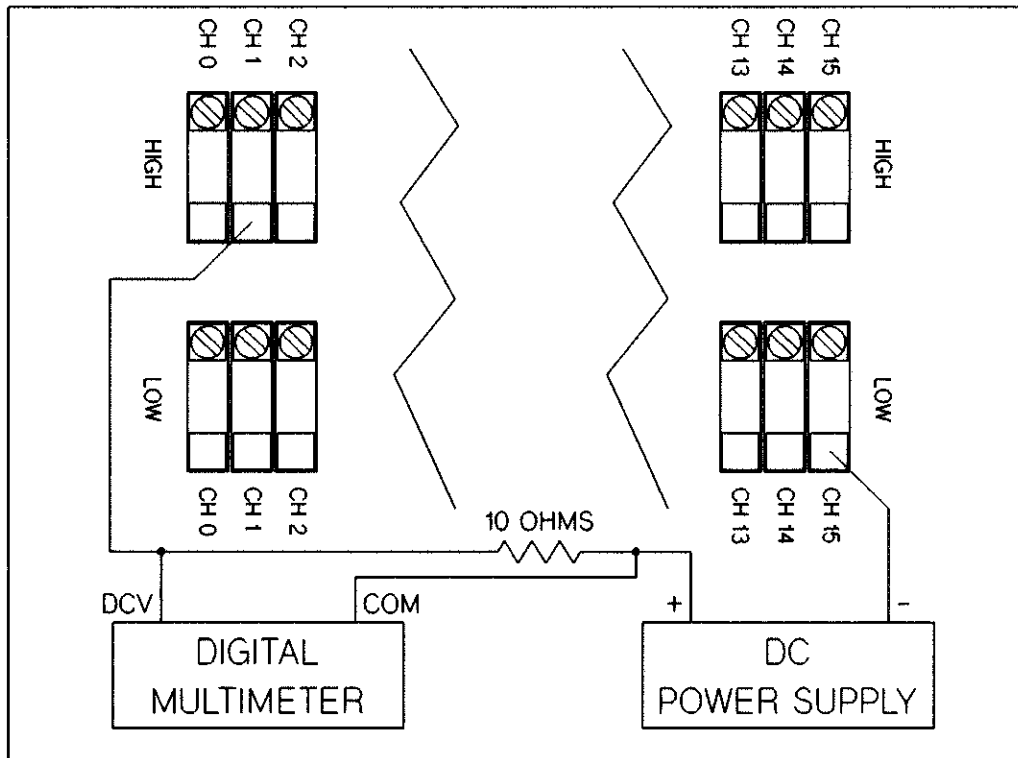 CH 0
CH 1
CH 2
CH 13
CH 14
CH 15
HIGH
HIGH
LOW
LOW
CH 0
CH 1
CH 2
CH 13
CH 14
CH 15
10 OHMS
DCV
COM
+
-
DIGITAL
MULTIMETER
DC
POWER SUPPLY